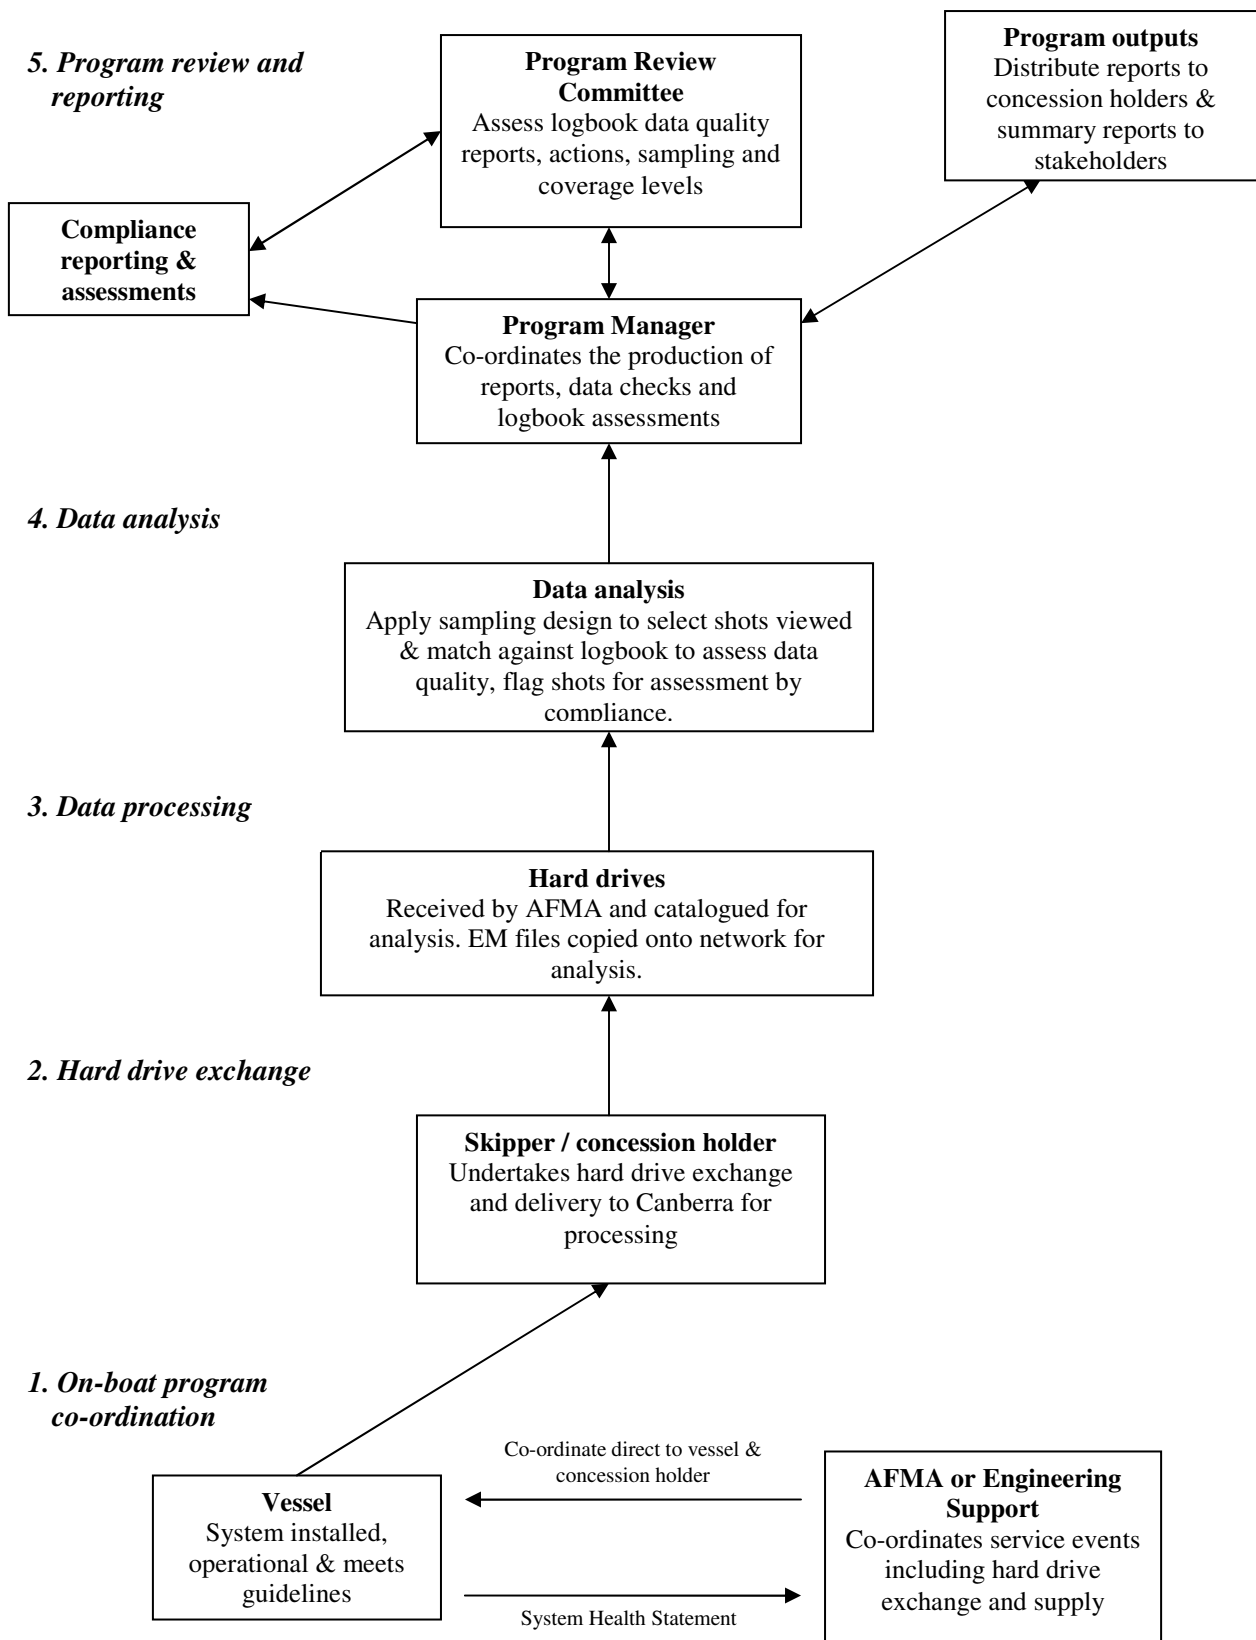 5. Program review and
reporting
Program Review
Committee
Assess logbook data quality
reports, actions, sampling and
coverage levels
Program outputs
Distribute reports to
concession holders &
summary reports to
stakeholders
Compliance
reporting &
assessments
Program Manager
Co-ordinates the production of
reports, data checks and
logbook assessments
4. Data analysis
Data analysis
Apply sampling design to select shots viewed
& match against logbook to assess data
quality, flag shots for assessment by
compliance.
3. Data processing
Hard drives
Received by AFMA and catalogued for
analysis. EM files copied onto network for
analysis.
2. Hard drive exchange
Skipper / concession holder
Undertakes hard drive exchange
and delivery to Canberra for
processing
1. On-boat program
co-ordination
Vessel
System installed,
operational & meets
guidelines
Co-ordinate direct to vessel &
concession holder
System Health Statement
AFMA or Engineering
Support
Co-ordinates service events
including hard drive
exchange and supply